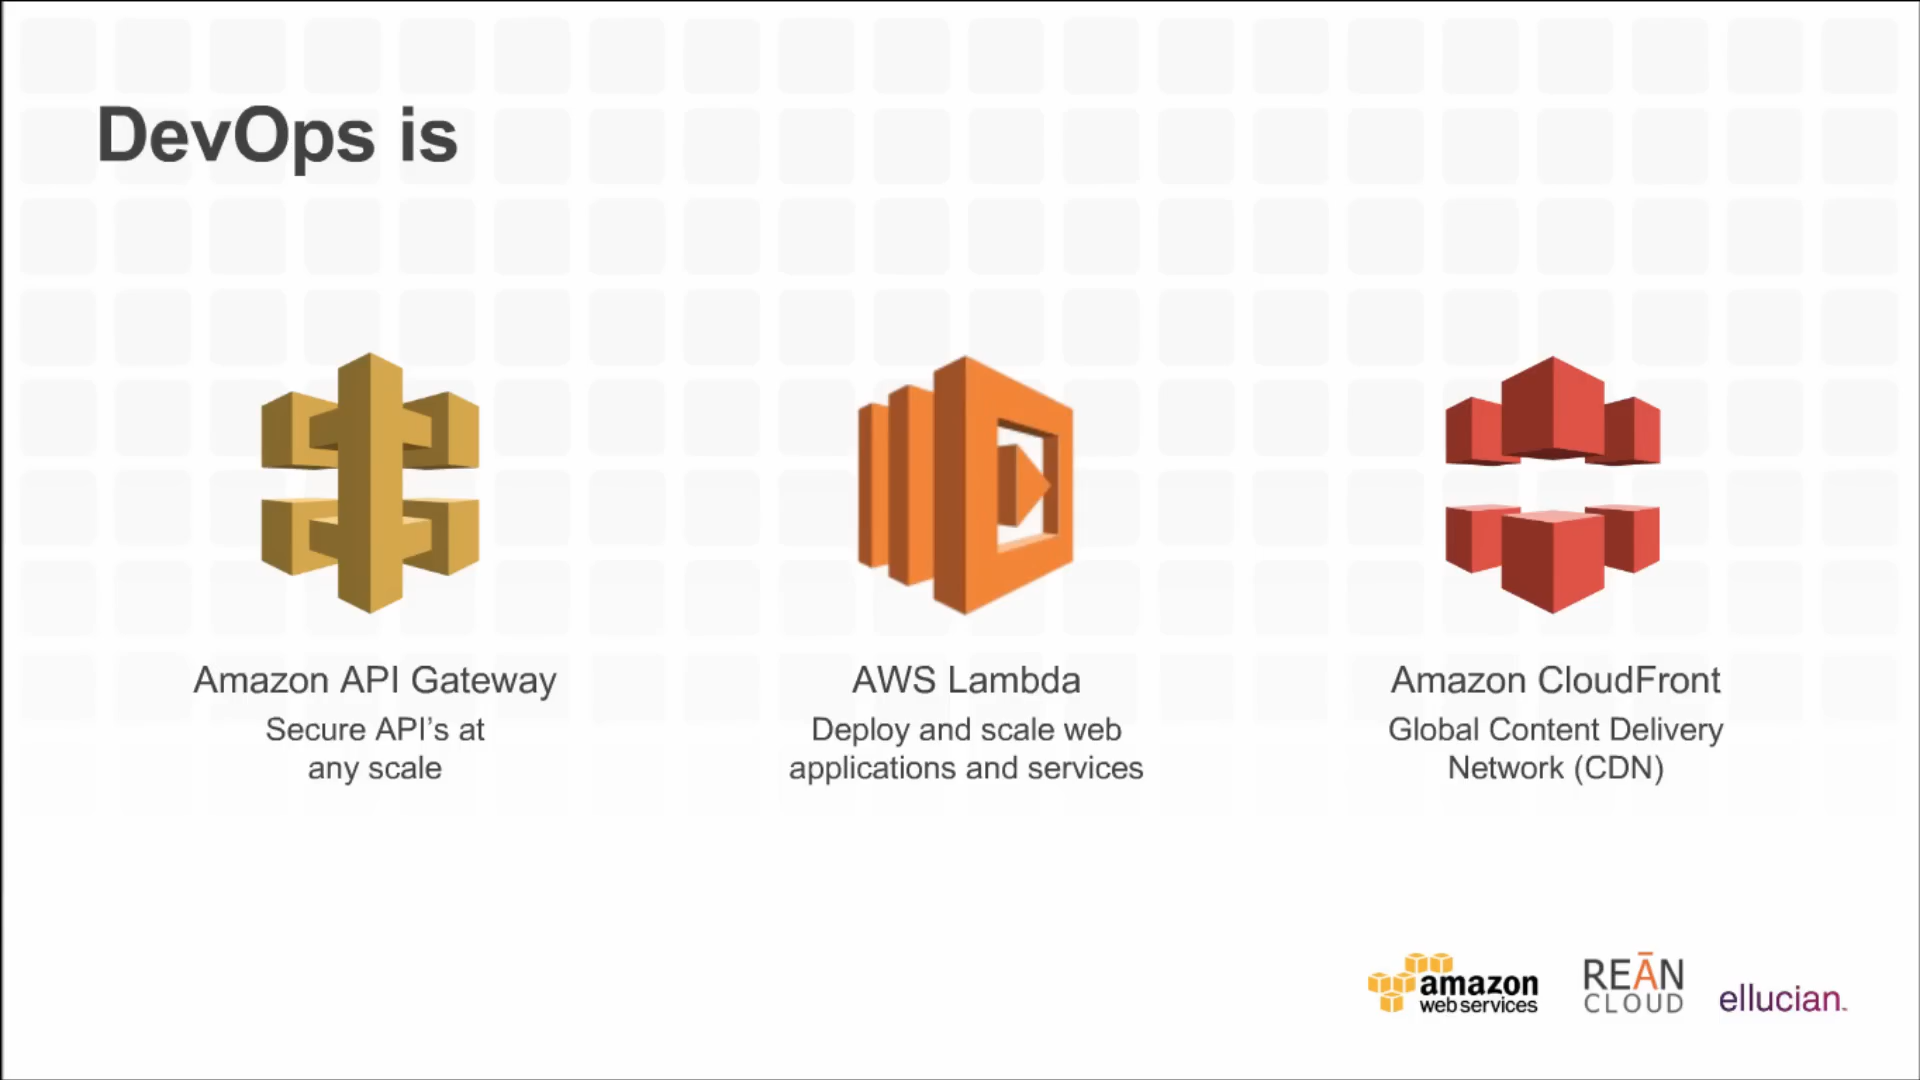 DevOps is
Amazon API Gateway
Secure API's at
any scale
AWS Lambda
Deploy and scale web
applications and services
Amazon CloudFront
Global Content Delivery
Network (CDN)
amazon
web services
REĀN
CLOUD
ellucian